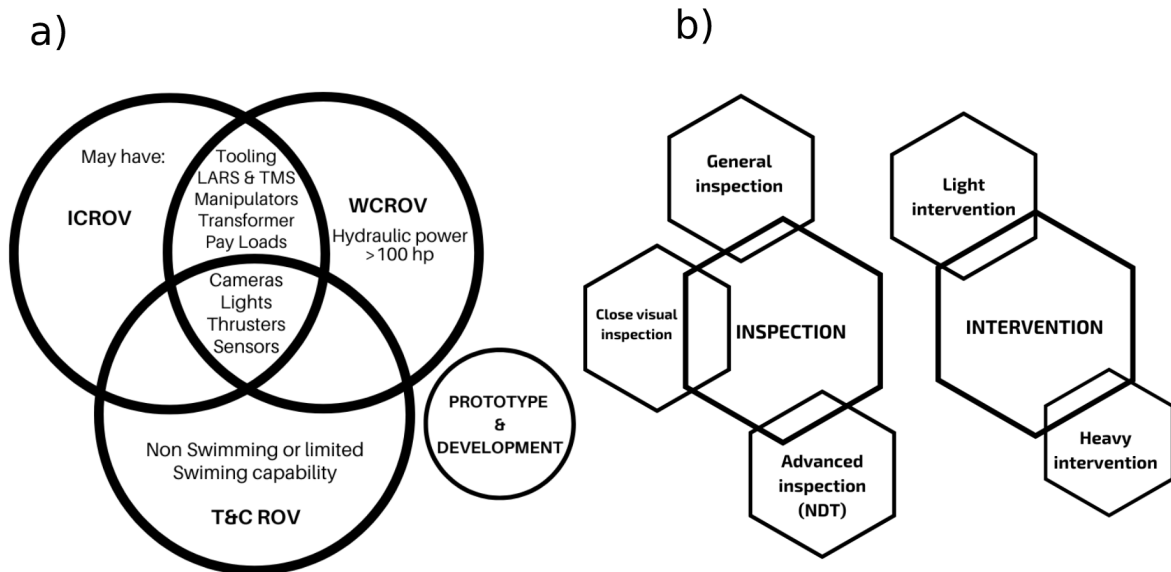 a)
May have:
ICROV
Tooling
LARS & TMS
Manipulators
Transformer
Pay Loads
WCROV
Hydraulic power
>100 hp
Cameras
Lights
Thrusters
Sensors
Non Swimming or limited
Swiming capability
T&C ROV
PROTOTYPE
&
DEVELOPMENT
b)
General
inspection
Close visual
inspection
INSPECTION
Advanced
inspection
(NDT)
Light
intervention
INTERVENTION
Heavy
intervention